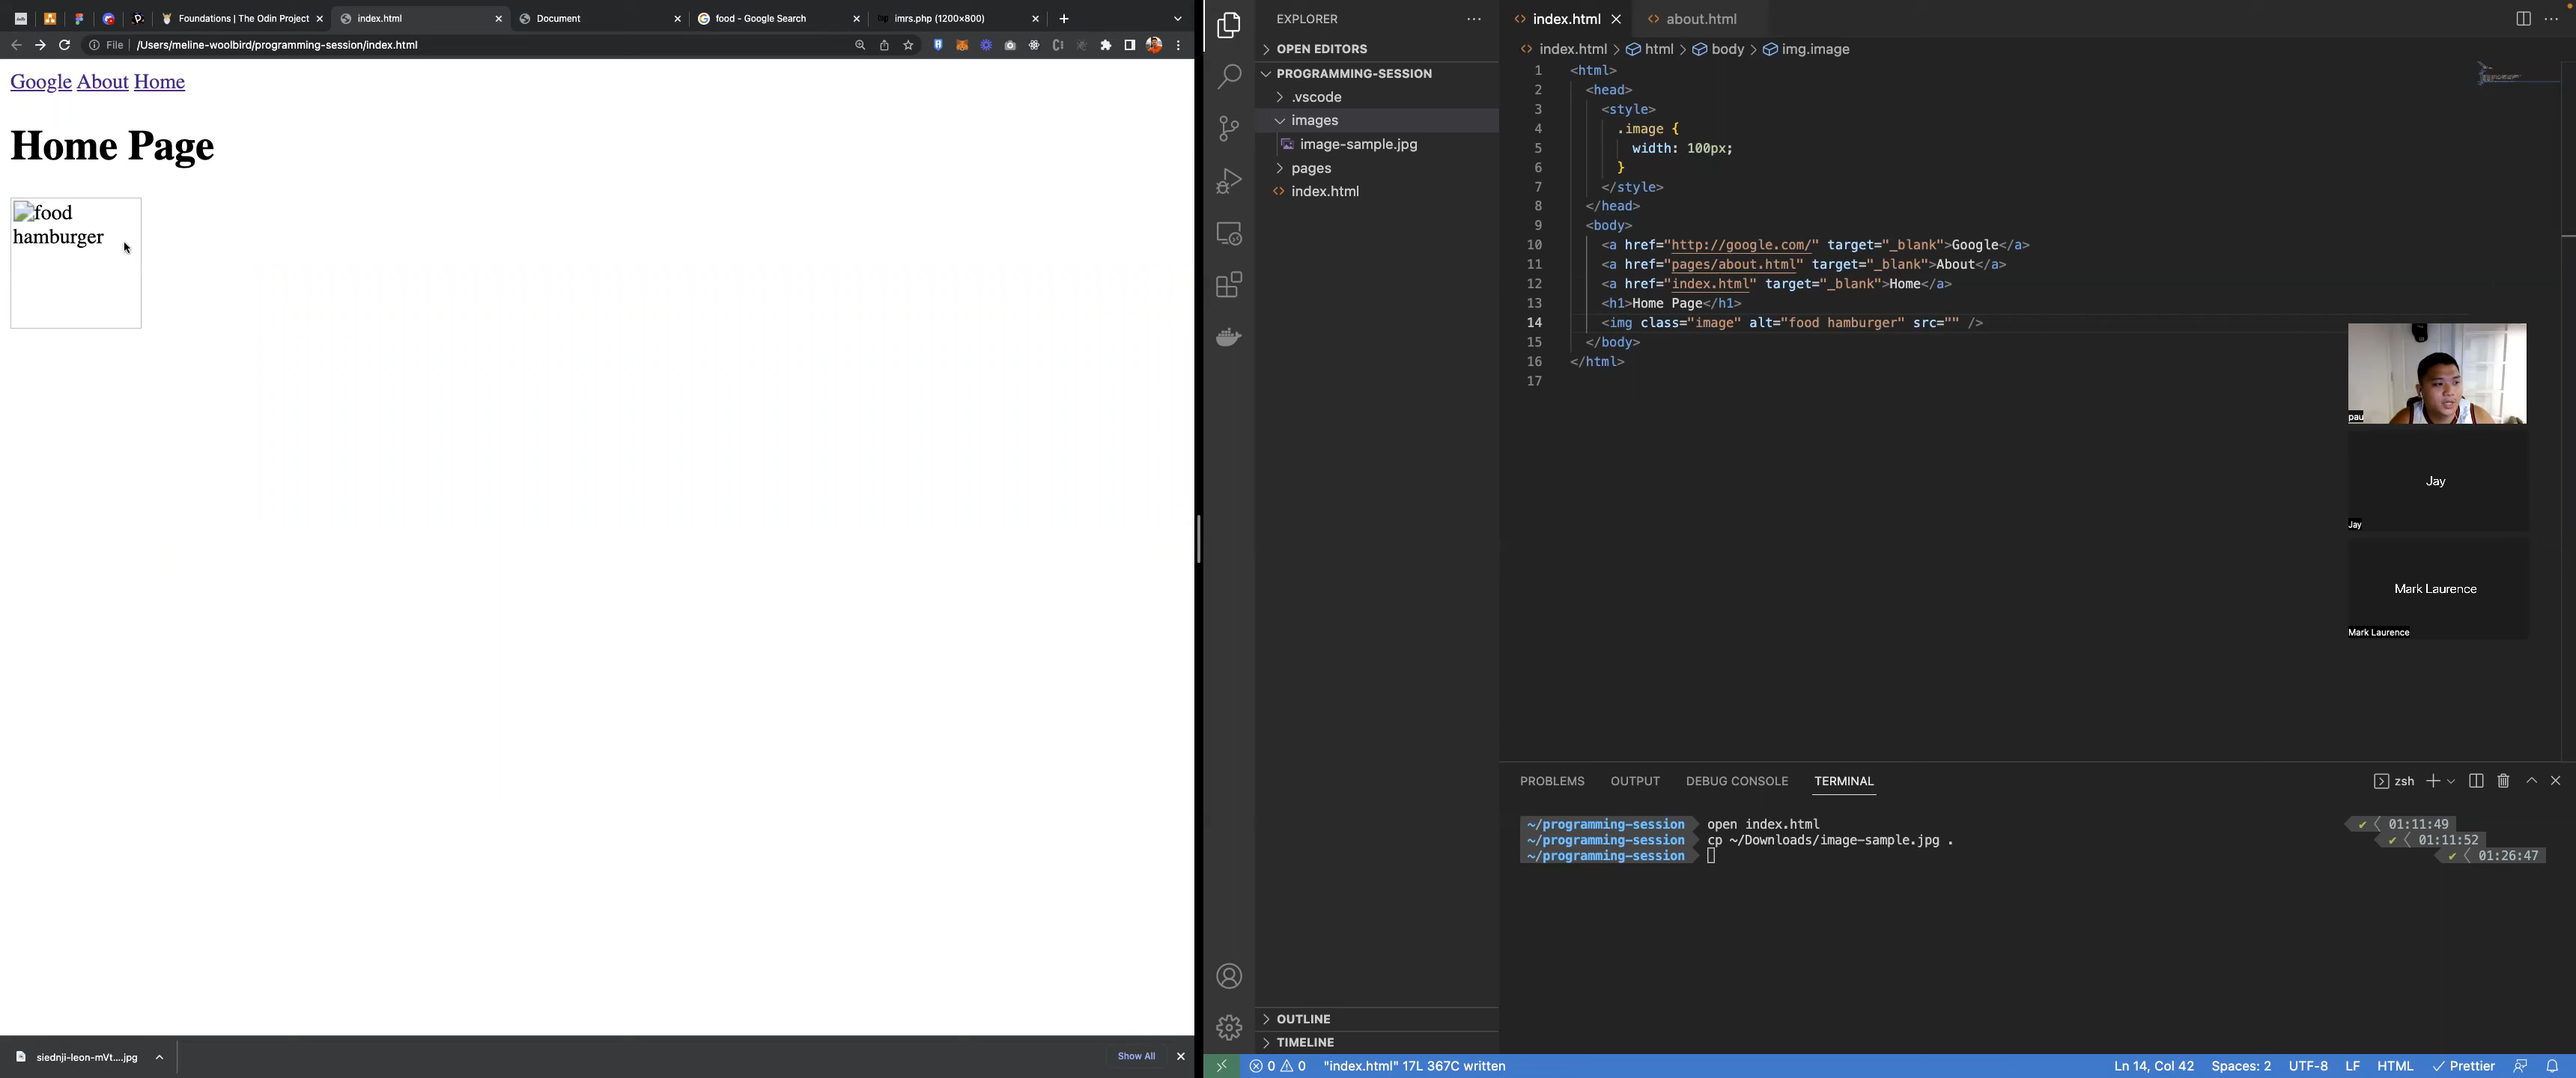 Foundations | The Odin Project
index.html
Document
food - Google Search
imrs.php (1200×800)
File
/Users/meline-woolbird/programming-session/index.html
Google About Home
Home Page
food
hamburger
siednji-leon-mVt....jpg
Show All
EXPLORER
OPEN EDITORS
PROGRAMMING-SESSION
.vscode
images
image-sample.jpg
pages
index.html
OUTLINE
TIMELINE
index.html
about.html
index.html > html > body > img.image
1 <html>
2 <head>
3 <style>
4 .image {
5 width: 100px;
6 }
7 </style>
8 </head>
9 <body>
10 <a href="http://google.com/" target="_blank">Google</a>
11 <a href="pages/about.html" target="_blank">About</a>
12 <a href="index.html" target="_blank">Home</a>
13 <h1>Home Page</h1>
14 <img class="image" alt="food hamburger" src="" />
15 </body>
16 </html>
17
pau
Jay
Jay
Mark Laurence
Mark Laurence
PROBLEMS OUTPUT DEBUG CONSOLE TERMINAL
zsh
~/programming-session open index.html 01:11:49
~/programming-session cp ~/Downloads/image-sample.jpg . 01:11:52
~/programming-session 01:26:47
0 0 "index.html" 17L 367C written
Ln 14, Col 42 Spaces: 2 UTF-8 LF HTML Prettier